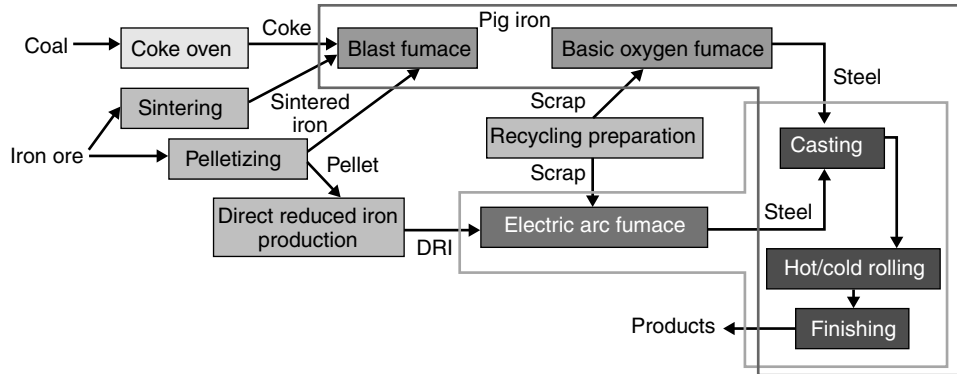 Pig iron
Coal
Coke oven
Coke
Blast fumace
Basic oxygen fumace
Steel
Sintering
Sintered
iron
Scrap
Iron ore
Pelletizing
Pellet
Recycling preparation
Casting
Scrap
Direct reduced iron
production
DRI
Electric arc fumace
Steel
Hot/cold rolling
Products
Finishing